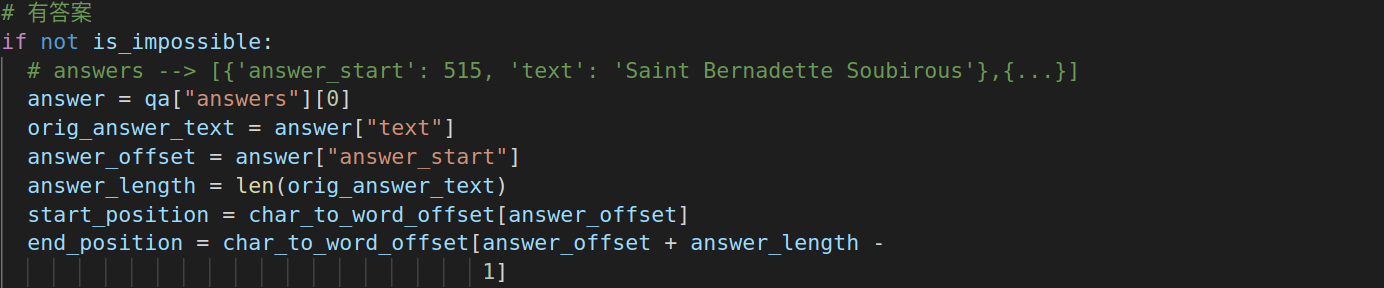 # 有答案
if not is_impossible:
# answers --> [{'answer_start': 515, 'text': 'Saint Bernadette Soubirous'},{...}]
answer = qa["answers"][0]
orig_answer_text = answer["text"]
answer_offset = answer["answer_start"]
answer_length = len(orig_answer_text)
start_position = char_to_word_offset[answer_offset]
end_position = char_to_word_offset[answer_offset + answer_length -
1]